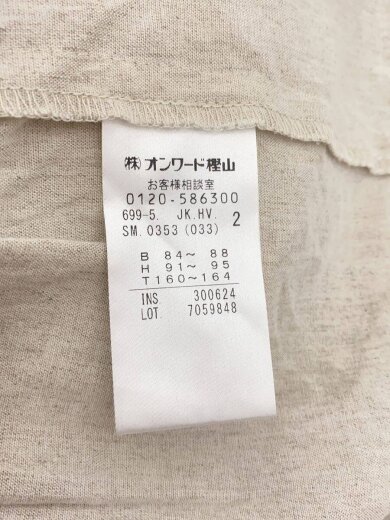 ㈱オンワード樫山
お客様相談室
0120-586300
699-5. JK.HV. 2
SM. 0353 (033)
B 84～ 88
H 91～ 95
T160～164
INS 300624
LOT 7059848